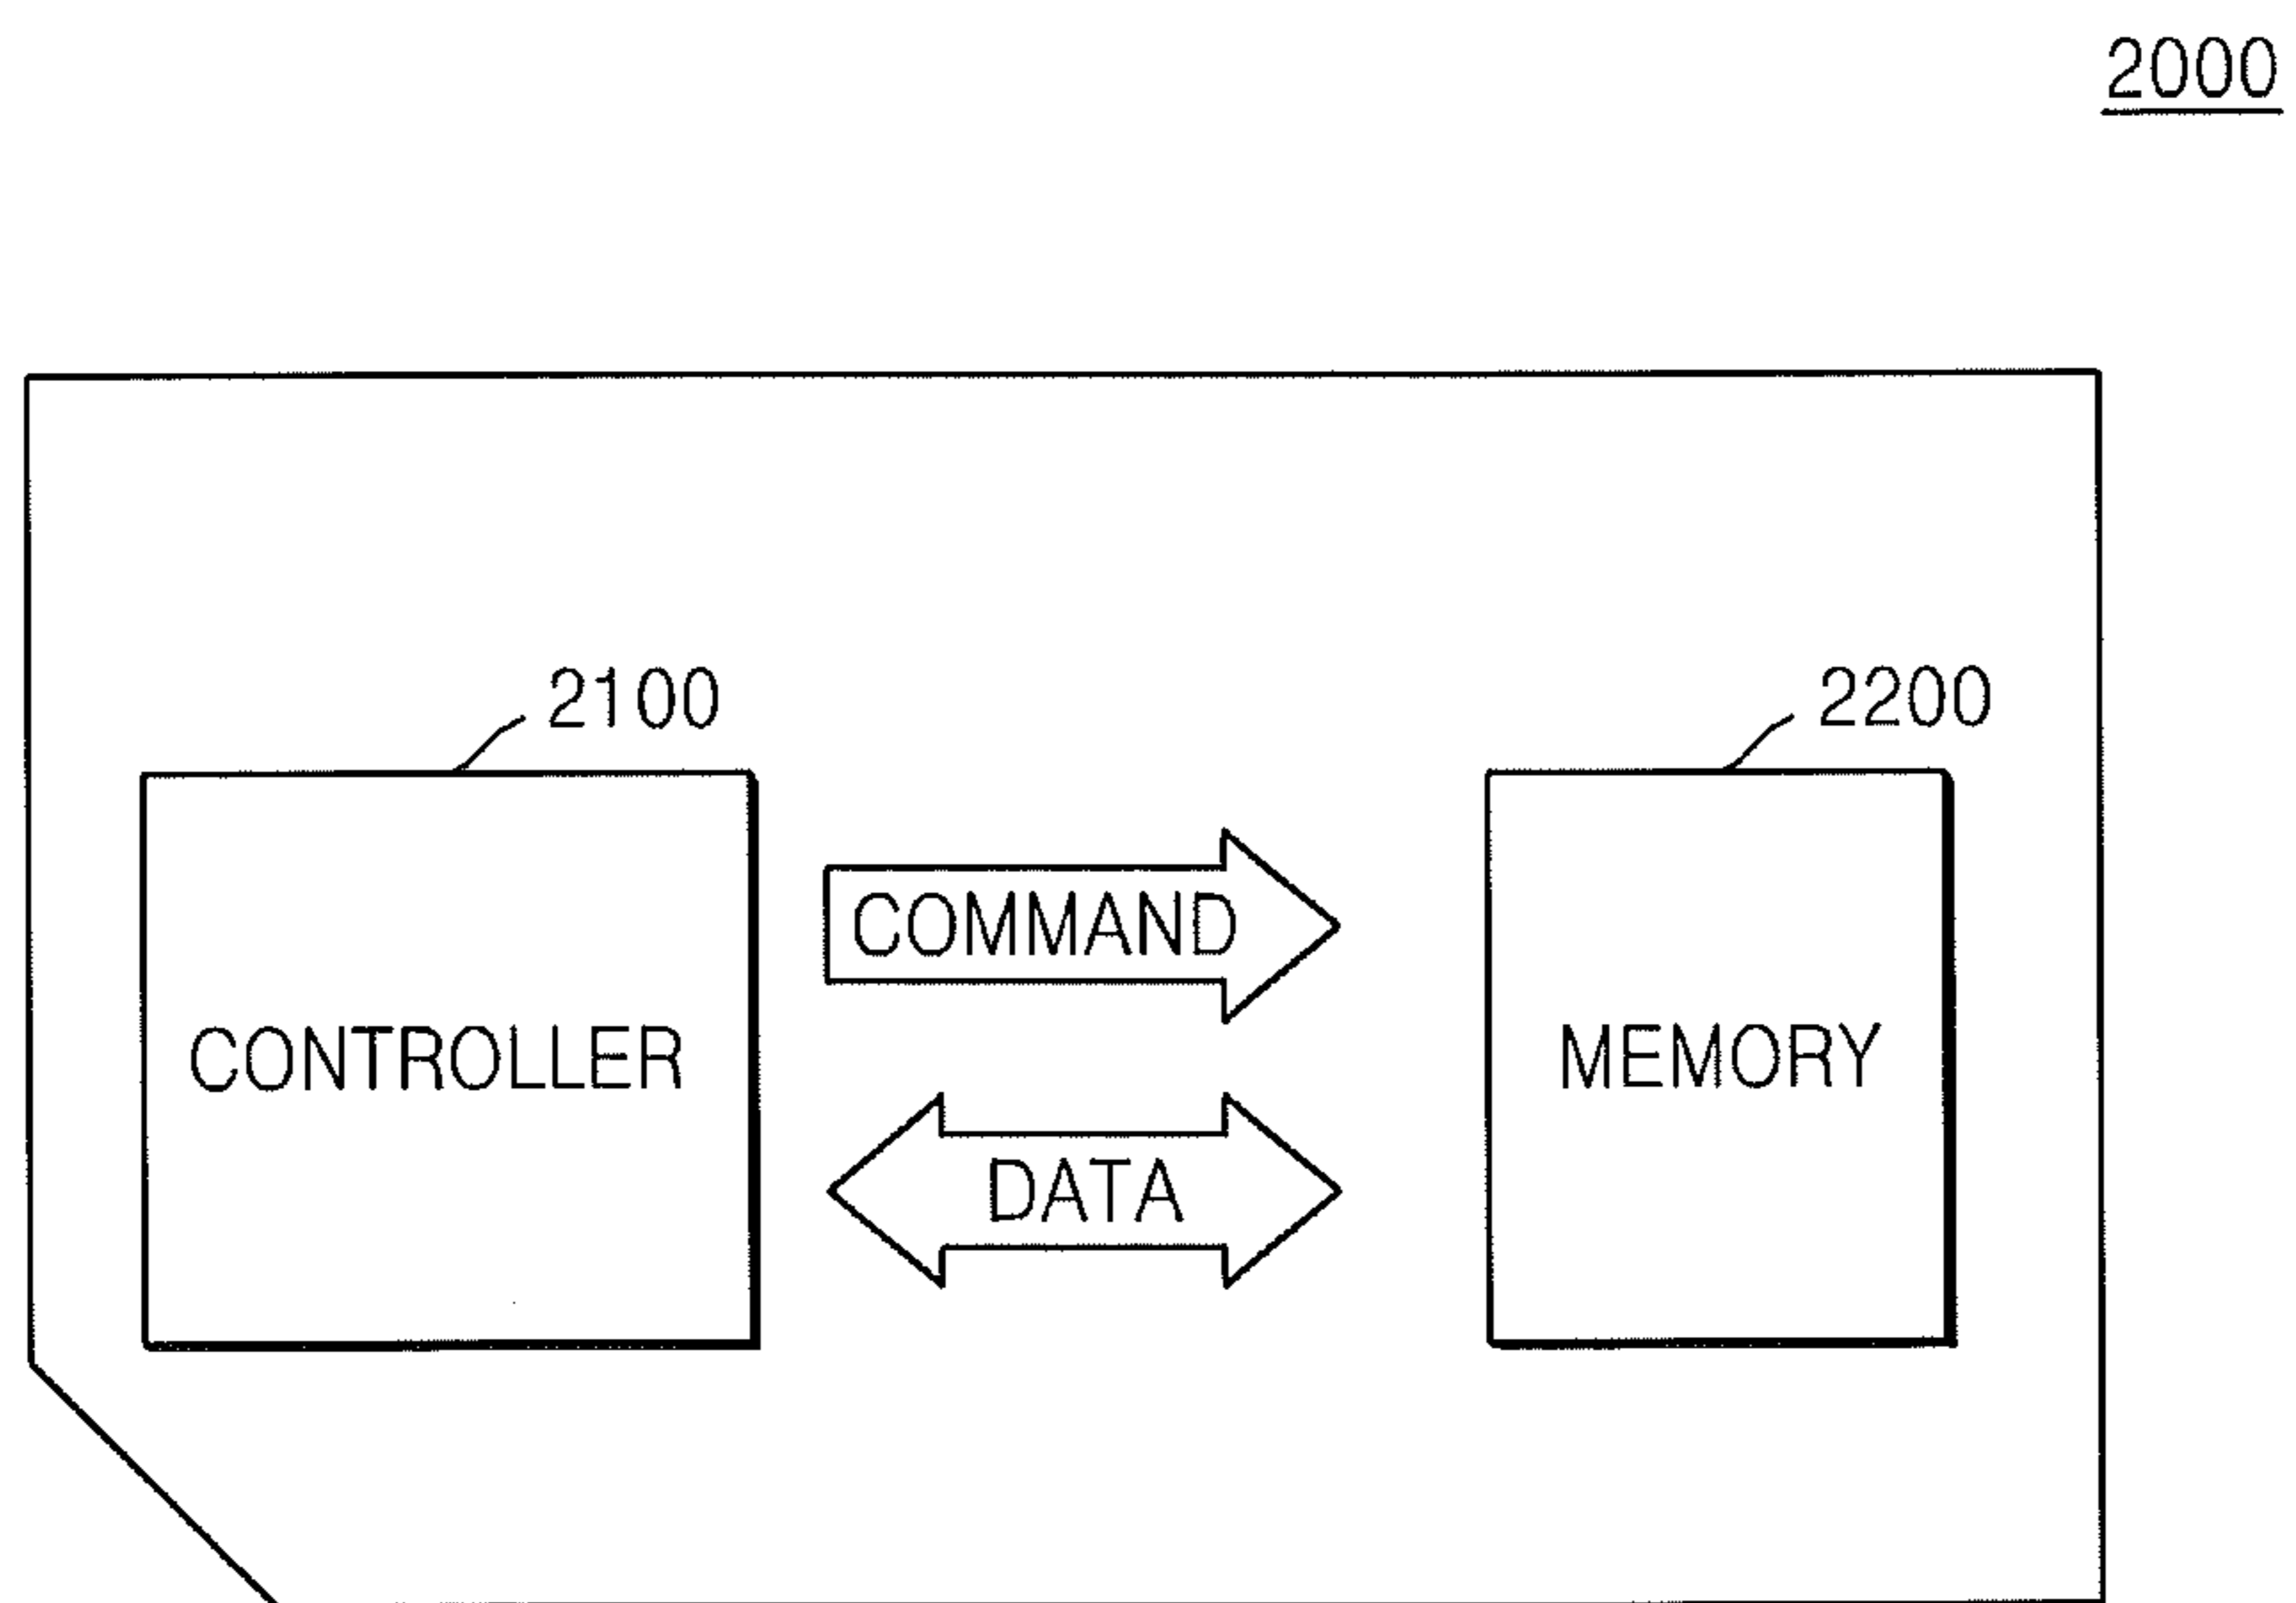 2000
2100
2200
COMMAND
CONTROLLER
MEMORY
DATA